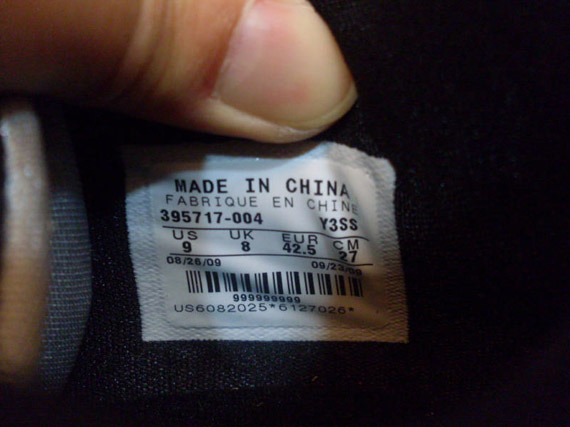 MADE IN CHINA
FABRIQUE EN CHINE
395717-004 Y3SS
US UK EUR CM
9 8 42.5 27
08/26/09 09/23/09
999999999
US6082025*6127026*